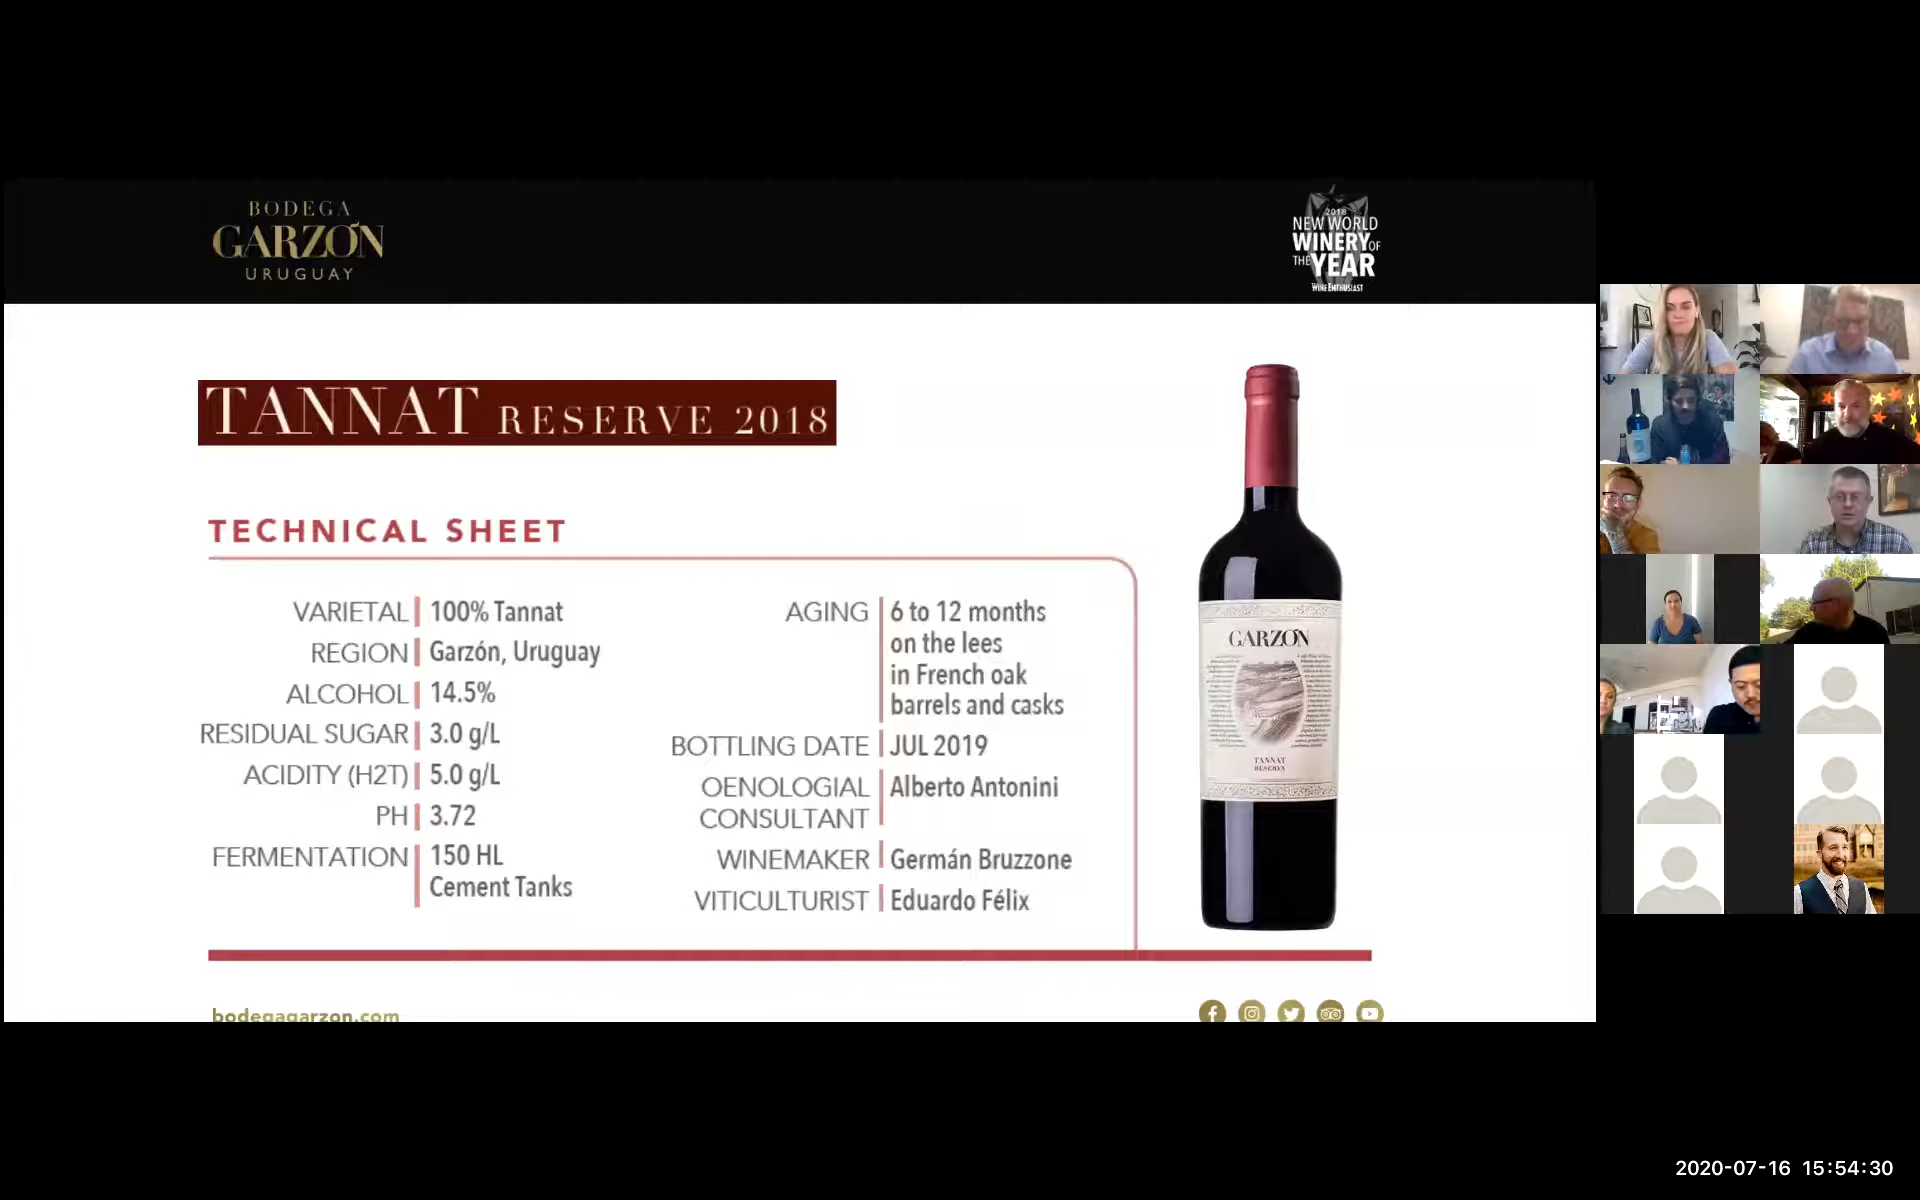 BODEGA
GARZÓN
URUGUAY
2018
NEW WORLD
WINERY OF
THE YEAR
WINE ENTHUSIAST
TANNAT RESERVE 2018
TECHNICAL SHEET
VARIETAL 100% Tannat
REGION Garzón, Uruguay
ALCOHOL 14.5%
RESIDUAL SUGAR 3.0 g/L
ACIDITY (H2T) 5.0 g/L
PH 3.72
FERMENTATION 150 HL
Cement Tanks
AGING 6 to 12 months
on the lees
in French oak
barrels and casks
BOTTLING DATE JUL 2019
OENOLOGIAL Alberto Antonini
CONSULTANT
WINEMAKER Germán Bruzzone
VITICULTURIST Eduardo Félix
GARZÓN
TANNAT
RESERVA
bodegagarzon.com
2020-07-16 15:54:30